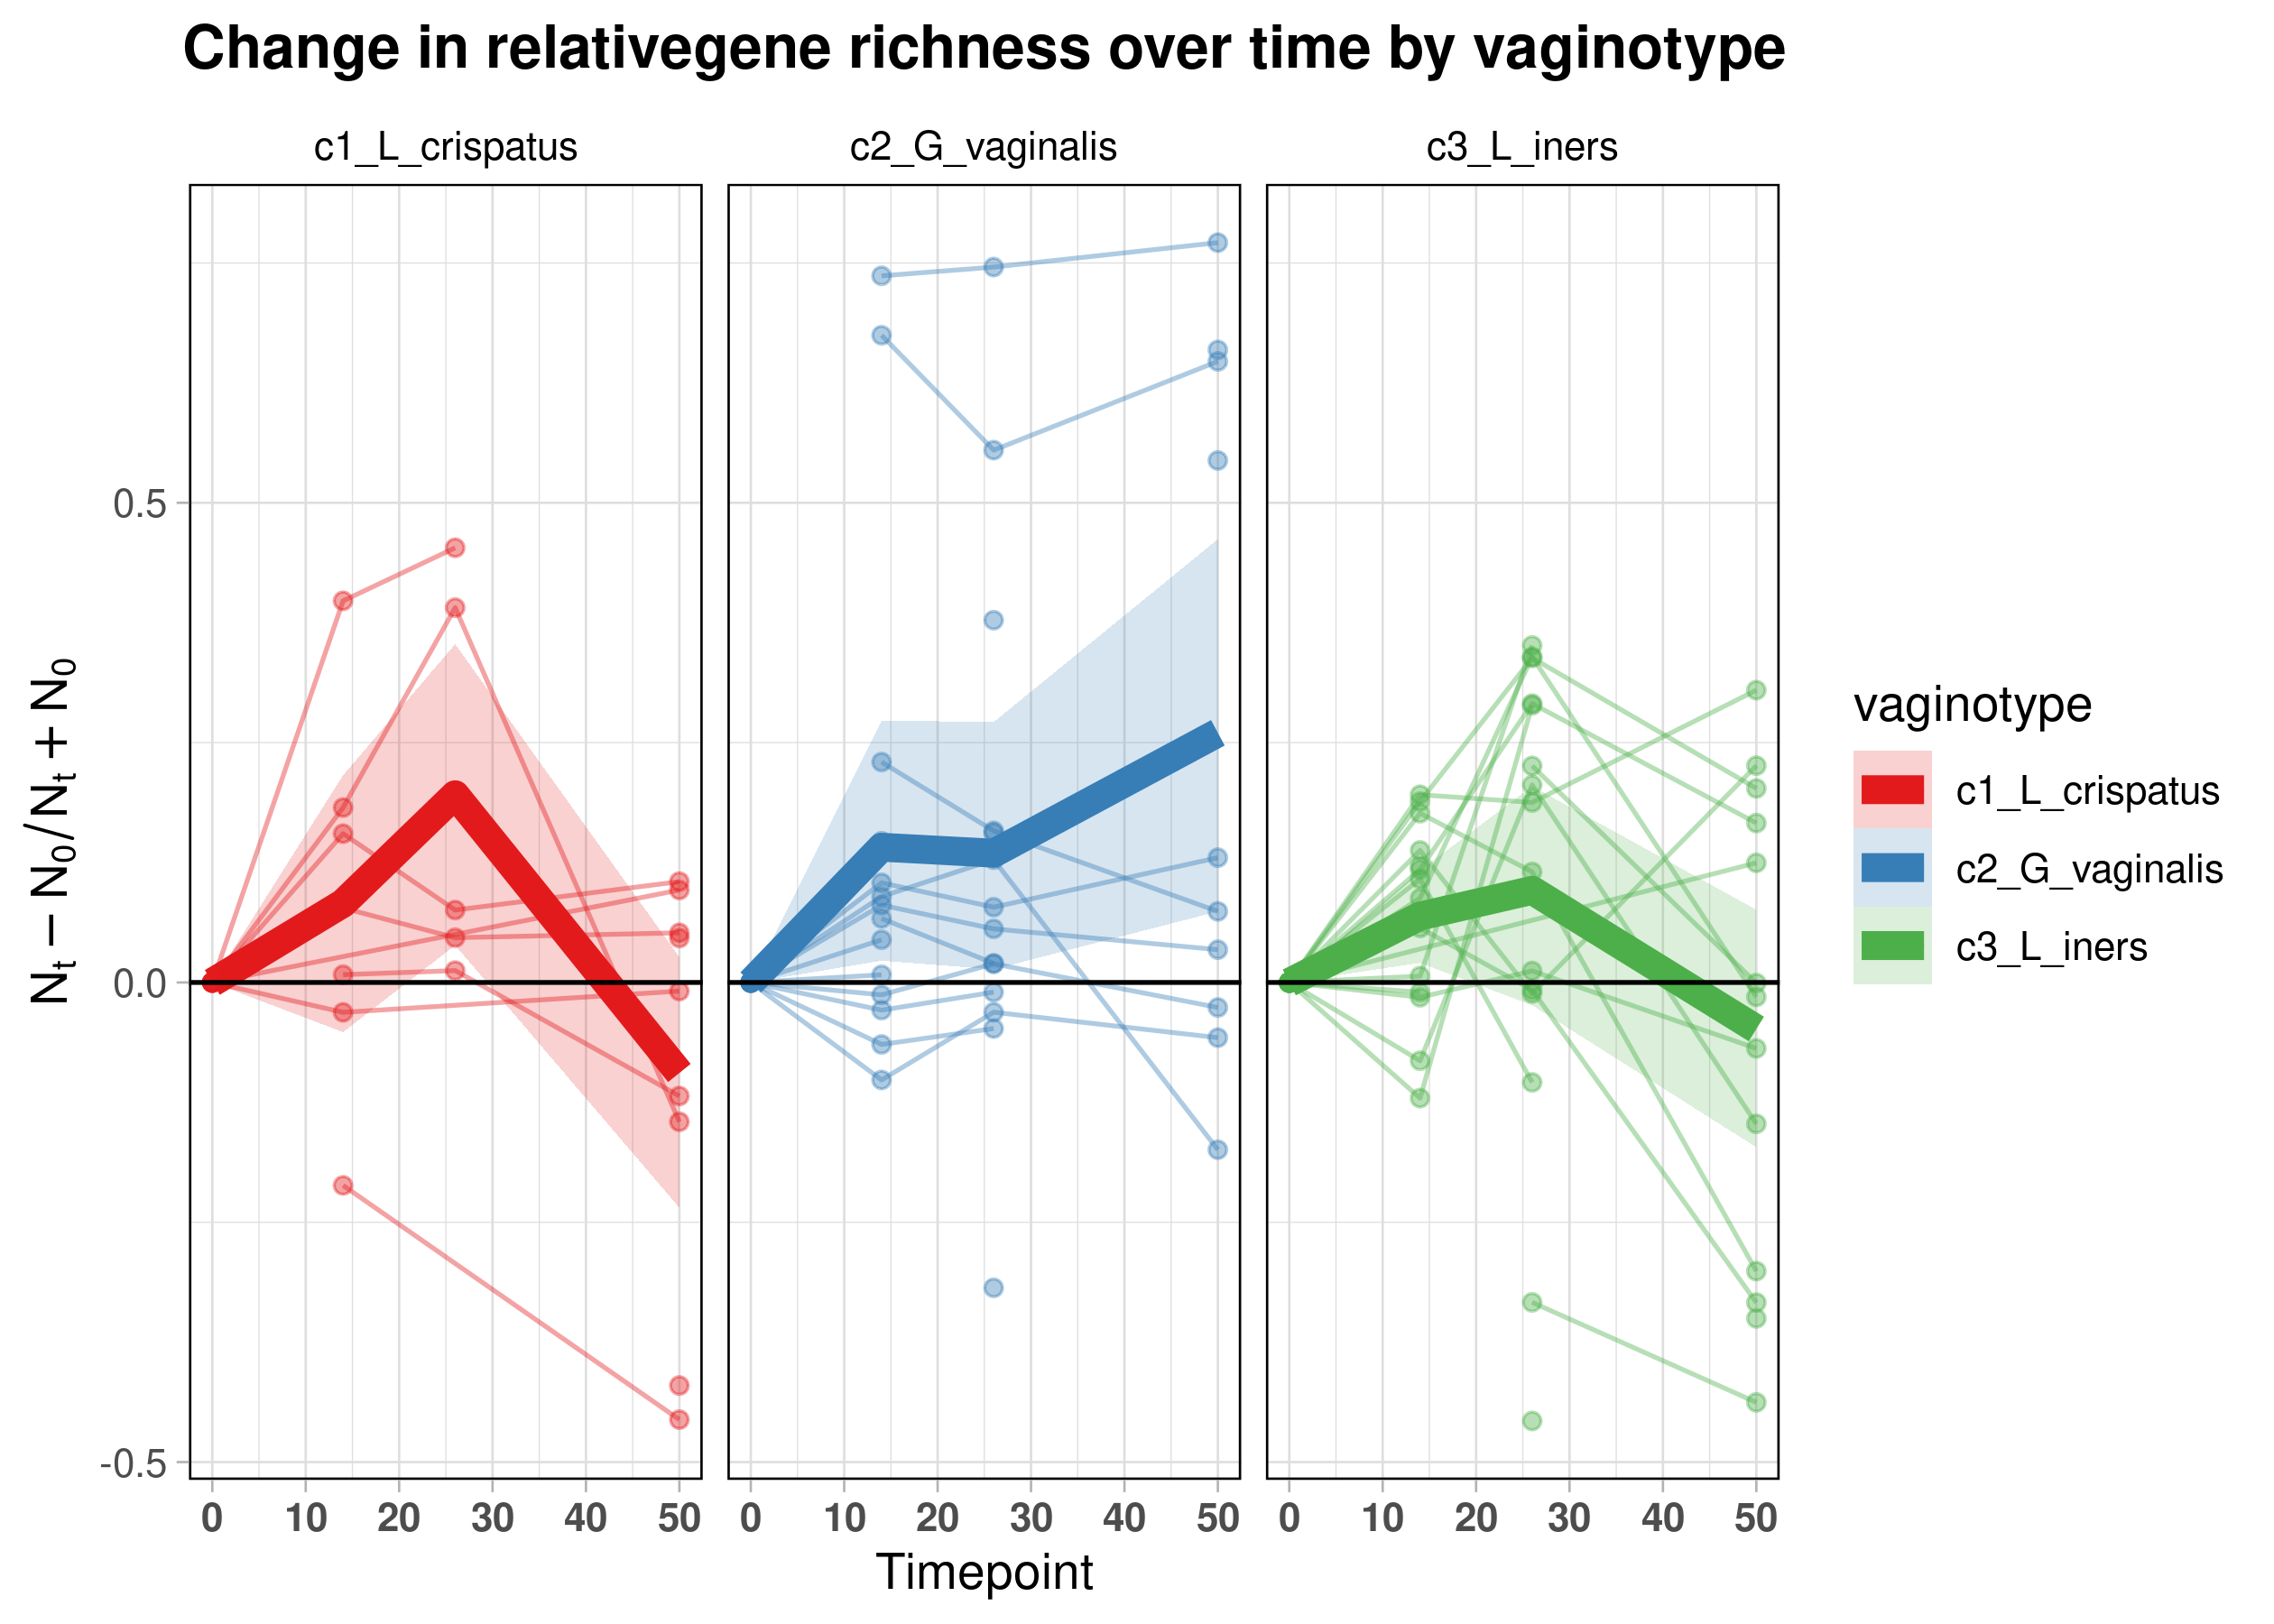 Change in relativegene richness over time by vaginotype
c1_L_crispatus
c2_G_vaginalis
c3_L_iners
N₍t₎ − N₀/N₍t₎ + N₀
0.5
0.0
-0.5
0 10 20 30 40 50
0 10 20 30 40 50
0 10 20 30 40 50
Timepoint
vaginotype
c1_L_crispatus
c2_G_vaginalis
c3_L_iners